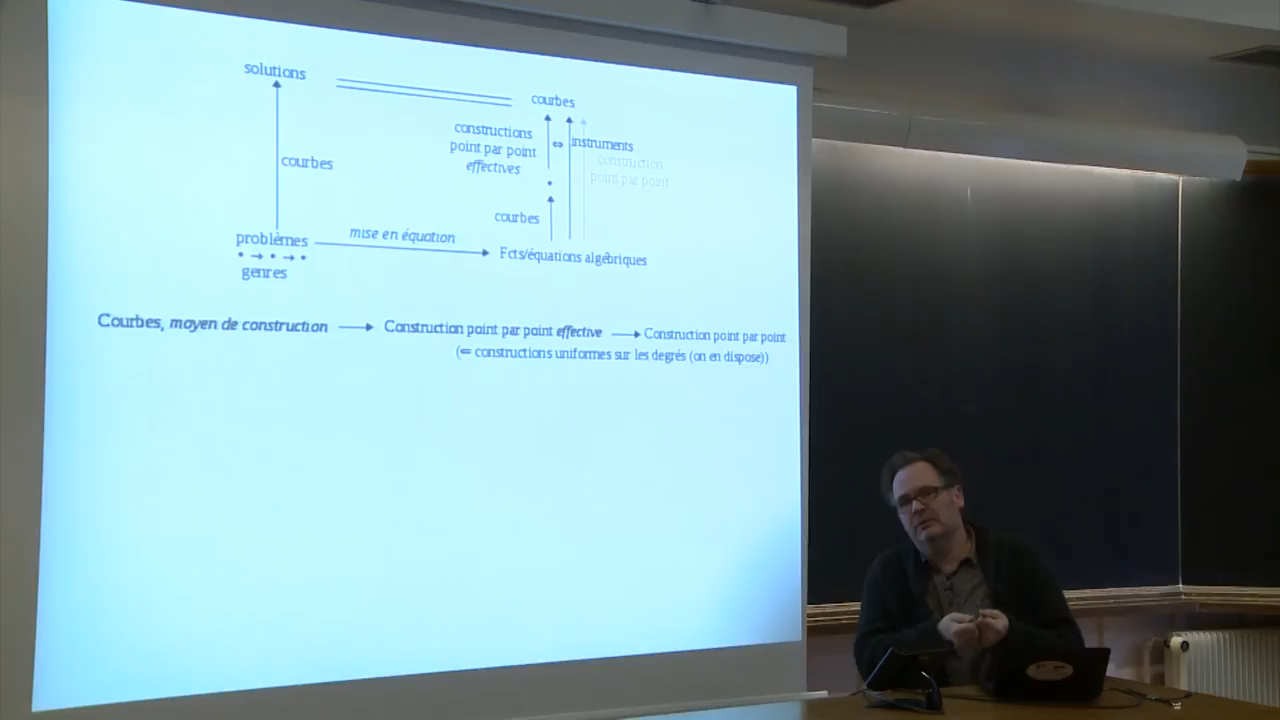 solutions
courbes
constructions
point par point
effectives
⇔
instruments
construction
point par point
courbes
courbes
problèmes
mise en équation
Fcts/équations algébriques
• → • → •
genres
Courbes, moyen de construction → Construction point par point effective → Construction point par point
(⇐ constructions uniformes sur les degrés (on en dispose))